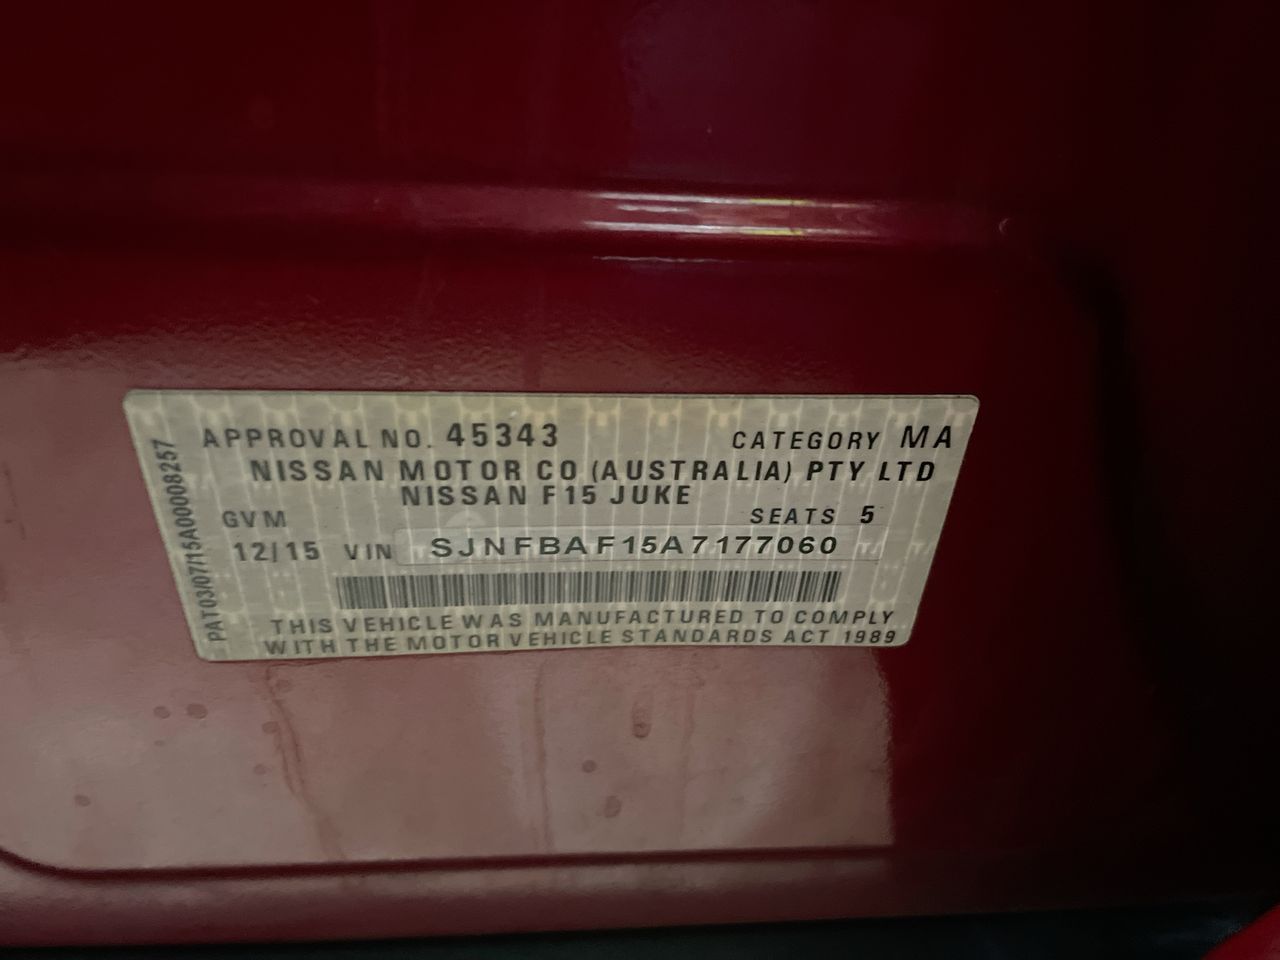 APPROVAL NO. 45343 CATEGORY MA
NISSAN MOTOR CO (AUSTRALIA) PTY LTD
NISSAN F15 JUKE
GVM SEATS 5
12/15 VIN SJNFBAF15A7177060
THIS VEHICLE WAS MANUFACTURED TO COMPLY
WITH THE MOTOR VEHICLE STANDARDS ACT 1989
PAT03/07/15A00008257